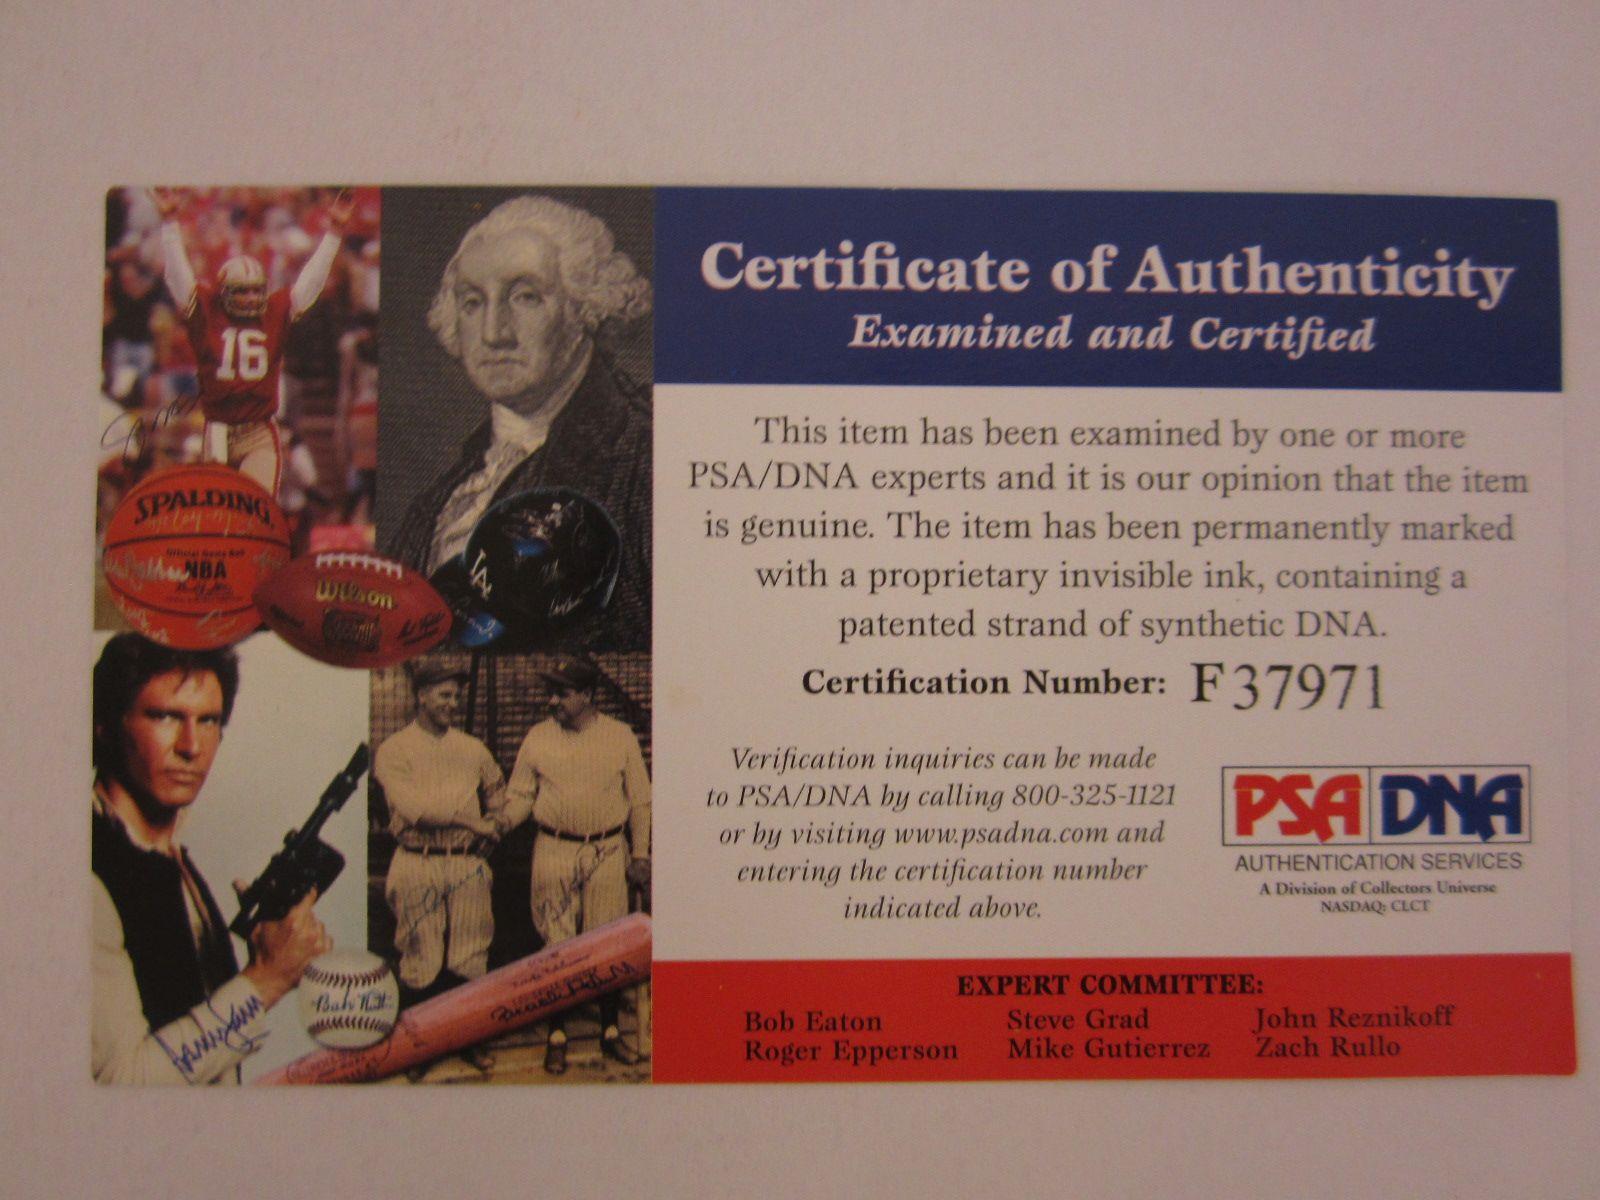 Certificate of Authenticity
Examined and Certified
This item has been examined by one or more
PSA/DNA experts and it is our opinion that the item
is genuine. The item has been permanently marked
with a proprietary invisible ink, containing a
patented strand of synthetic DNA.
Certification Number: F37971
Verification inquiries can be made
to PSA/DNA by calling 800-325-1121
or by visiting www.psadna.com and
entering the certification number
indicated above.
PSA DNA
AUTHENTICATION SERVICES
A Division of Collectors Universe
NASDAQ: CLCT
EXPERT COMMITTEE:
Bob Eaton Steve Grad John Reznikoff
Roger Epperson Mike Gutierrez Zach Rullo
16
SPALDING
Official Game Ball
NBA
Wilson
LA
Babe Ruth